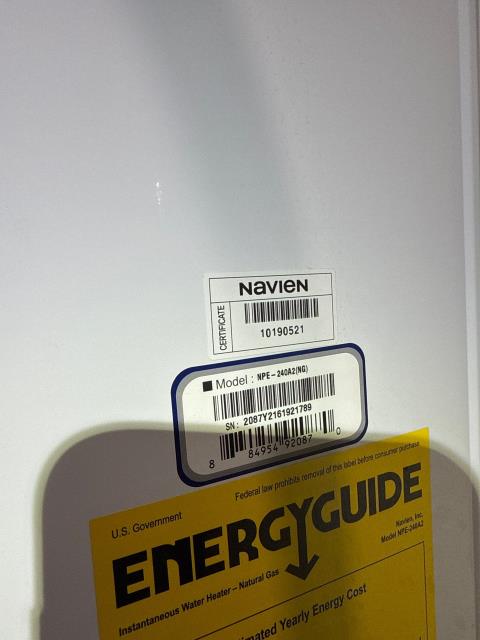 NAVIEN
CERTIFICATE
10190521
Model : NPE-240A2(NG)
SN: 2087Y2161921789
8 84954 92087 0
Federal law prohibits removal of this label before consumer purchase
U.S. Government
ENERGYGUIDE
Instantaneous Water Heater – Natural Gas
Navien, Inc.
Model NPE-240A2
timated Yearly Energy Cost